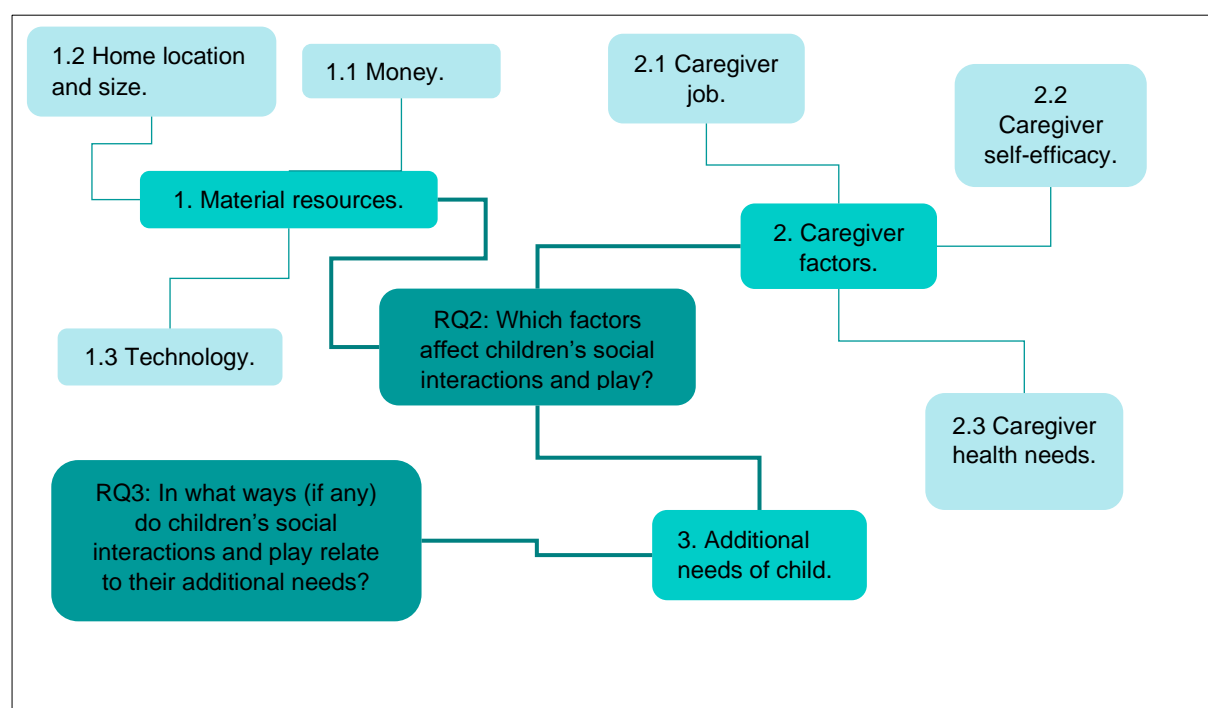 1.2 Home location
and size.
1.1 Money.
2.1 Caregiver
job.
2.2
Caregiver
self-efficacy.
1. Material resources.
2. Caregiver
factors.
RQ2: Which factors
affect children’s social
interactions and play?
1.3 Technology.
2.3 Caregiver
health needs.
RQ3: In what ways (if any)
do children’s social
interactions and play relate
to their additional needs?
3. Additional
needs of child.